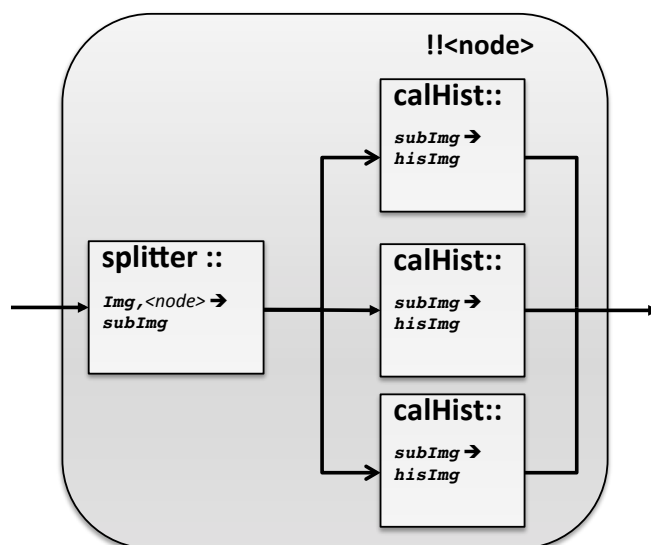 !!<node>
calHist::
subImg ➔
hisImg
splitter ::
Img,<node> ➔
subImg
calHist::
subImg ➔
hisImg
calHist::
subImg ➔
hisImg